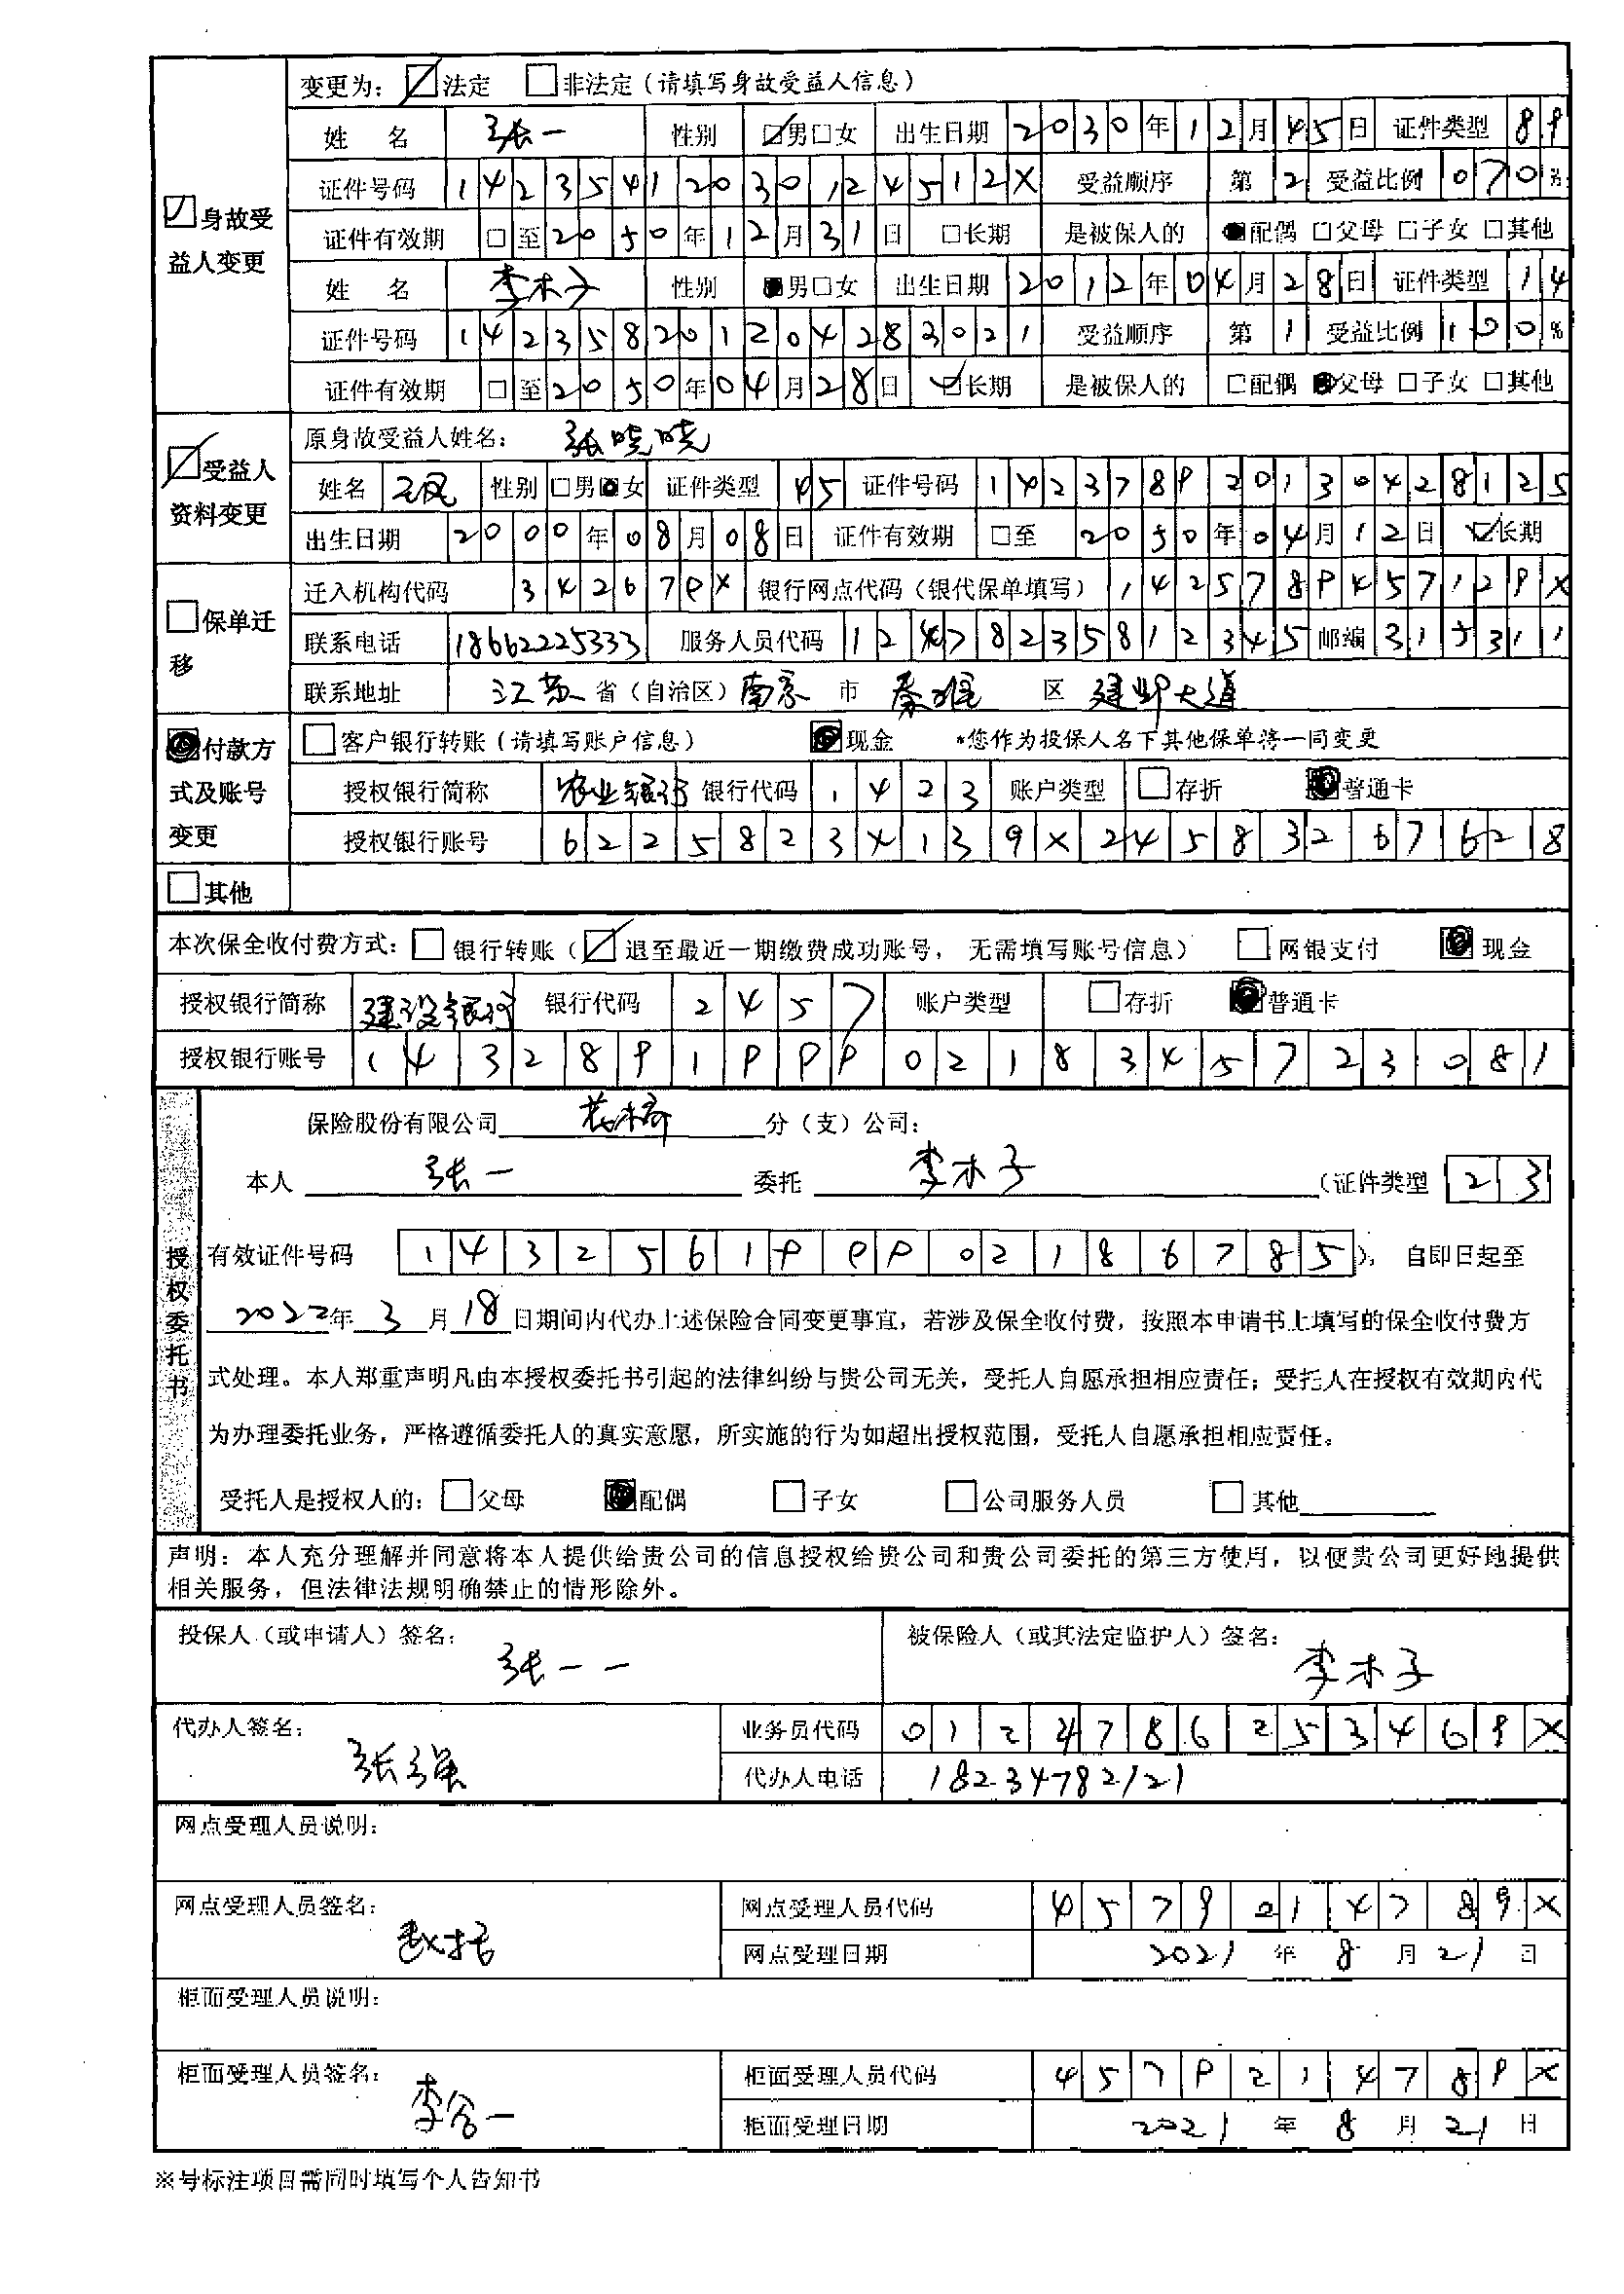 变更为： ☑法定 □非法定（请填写身故受益人信息）
姓 名 张一 性别 ☑男□女 出生日期 2030年12月45日 证件类型 89
☑身故受益人变更
证件号码 14235412030124512X 受益顺序 第2 受益比例 070%
证件有效期 □至2050年12月31日 □长期 是被保人的 ■配偶 □父母 □子女 □其他
姓 名 李木子 性别 ■男□女 出生日期 2012年04月28日 证件类型 14
证件号码 142358201204283021 受益顺序 第1 受益比例 100%
证件有效期 □至2050年04月28日 ☑长期 是被保人的 □配偶 ■父母 □子女 □其他
☑受益人资料变更
原身故受益人姓名： 张晓晓
姓名 王凤 性别 □男■女 证件类型 45 证件号码 142378920130428125
出生日期 2000年08月08日 证件有效期 □至 2050年04月12日 ☑长期
□保单迁移
迁入机构代码 342679X 银行网点代码（银代保单填写） 1425789457129X
联系电话 18662225333 服务人员代码 12478235812345 邮编 315311
联系地址 江苏 省（自治区） 南京 市 秦淮 区 建邺大道
■付款方式及账号变更
□客户银行转账（请填写账户信息） ■现金 *您作为投保人名下其他保单将一同变更
授权银行简称 农业银行 银行代码 1423 账户类型 □存折 ■普通卡
授权银行账号 62258234139X24583267628
□其他
本次保全收付费方式： □银行转账（☑退至最近一期缴费成功账号， 无需填写账号信息） □网银支付 ■现金
授权银行简称 建设银行 银行代码 2457 账户类型 □存折 ■普通卡
授权银行账号 14328919990218345723081
授权委托书
保险股份有限公司 分（支）公司：
本人 张一 委托 李木子 （证件类型 23
有效证件号码 143256199902186785 )， 自即日起至
2022年 3 月 18 日期间内代办上述保险合同变更事宜，若涉及保全收付费，按照本申请书上填写的保全收付费方
式处理。本人郑重声明凡由本授权委托书引起的法律纠纷与贵公司无关，受托人自愿承担相应责任；受托人在授权有效期内代
为办理委托业务，严格遵循委托人的真实意愿，所实施的行为如超出授权范围，受托人自愿承担相应责任。
受托人是授权人的： □父母 ■配偶 □子女 □公司服务人员 □其他
声明：本人充分理解并同意将本人提供给贵公司的信息授权给贵公司和贵公司委托的第三方使用，以便贵公司更好地提供
相关服务，但法律法规明确禁止的情形除外。
投保人（或申请人）签名： 张一一
被保险人（或其法定监护人）签名： 李木子
代办人签名： 张强
业务员代码 0124786253469X
代办人电话 18234782121
网点受理人员说明：
网点受理人员签名：
网点受理人员代码 4579014789X
网点受理日期 2021 年 8 月 21 日
柜面受理人员说明：
柜面受理人员签名： 李合一
柜面受理人员代码 4579214789X
柜面受理日期 2021 年 8 月 21 日
※号标注项目需同时填写个人告知书